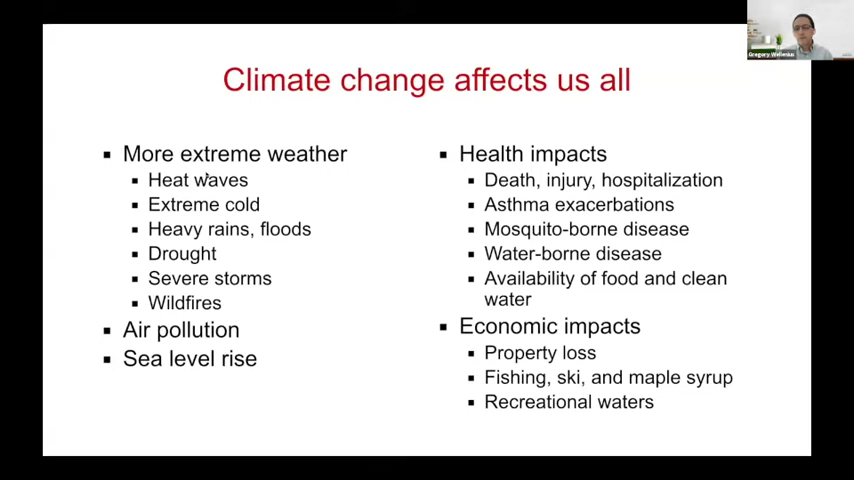 Climate change affects us all
▪ More extreme weather
▪ Heat waves
▪ Extreme cold
▪ Heavy rains, floods
▪ Drought
▪ Severe storms
▪ Wildfires
▪ Air pollution
▪ Sea level rise
▪ Health impacts
▪ Death, injury, hospitalization
▪ Asthma exacerbations
▪ Mosquito-borne disease
▪ Water-borne disease
▪ Availability of food and clean
water
▪ Economic impacts
▪ Property loss
▪ Fishing, ski, and maple syrup
▪ Recreational waters
Gregory